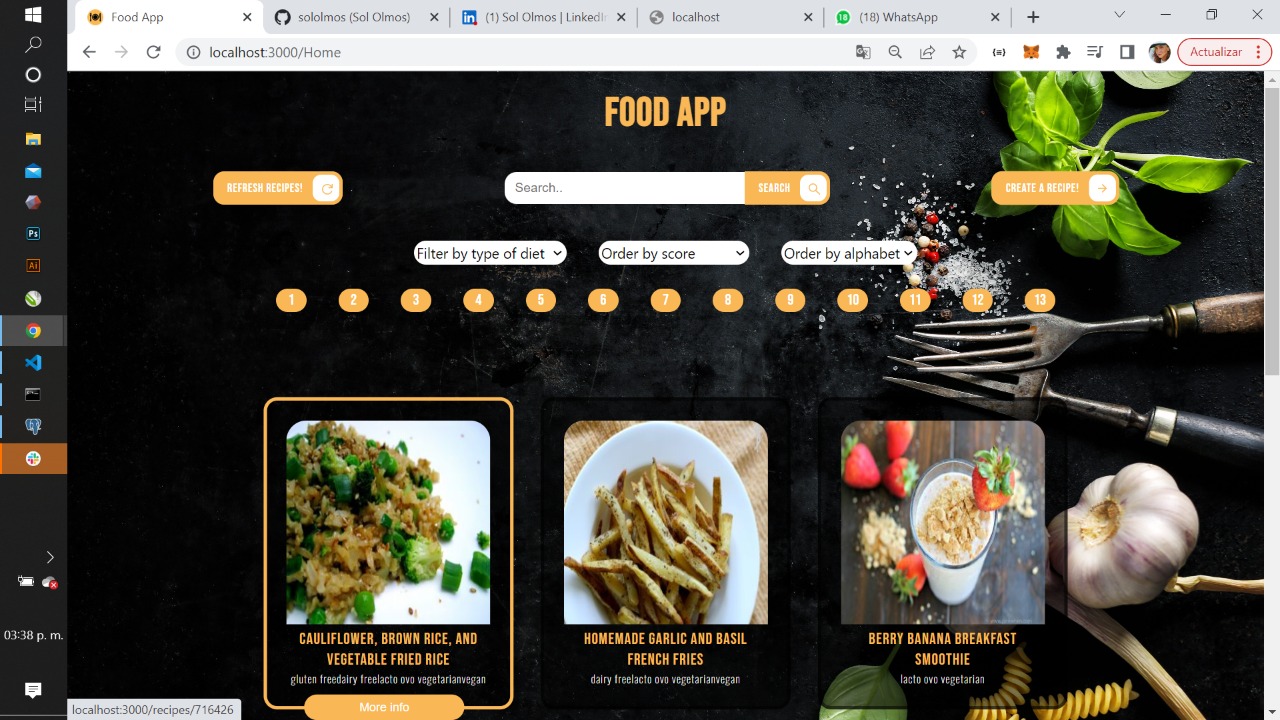 Food App
sololmos (Sol Olmos)
(1) Sol Olmos | LinkedIn
localhost
(18) WhatsApp
localhost:3000/Home
Actualizar
FOOD APP
REFRESH RECIPES!
Search..
SEARCH
CREATE A RECIPE!
Filter by type of diet
Order by score
Order by alphabet
1 2 3 4 5 6 7 8 9 10 11 12 13
CAULIFLOWER, BROWN RICE, AND
VEGETABLE FRIED RICE
gluten freedairy freelacto ovo vegetarianvegan
More info
HOMEMADE GARLIC AND BASIL
FRENCH FRIES
dairy freelacto ovo vegetarianvegan
BERRY BANANA BREAKFAST
SMOOTHIE
lacto ovo vegetarian
03:38 p. m.
localhost:3000/recipes/716426